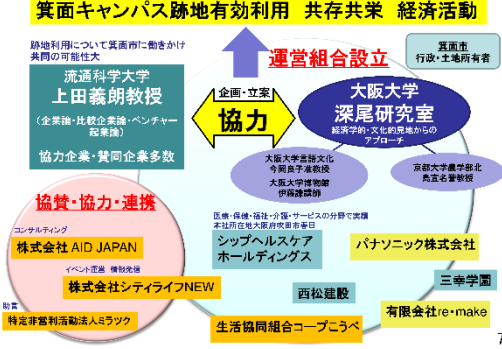 箕面キャンパス跡地有効利用 共存共栄 経済活動
跡地利用について箕面市に働きかけ
共同の可能性大
流通科学大学
上田義朗教授
（企業論・比較企業論・ベンチャー
起業論）
協力企業・賛同企業多数
運営組合設立
企画・立案
協力
箕面市
行政・土地所有者
大阪大学
深尾研究室
経済学的・文化的見地からの
アプローチ
大阪大学言語文化
今岡良子准教授
大阪大学博物館
伊藤謙講師
京都大学農学部北
島宣名誉教授
協賛・協力・連携
コンサルティング
株式会社 AID JAPAN
イベント運営 情報発信
株式会社シティライフNEW
助言
特定非営利活動法人ミラツク
医療・保健・福祉・介護・サービスの分野で実績
本社所在地大阪府吹田市春日
シップヘルスケア
ホールディングス
パナソニック株式会社
西松建設
三幸学園
生活協同組合コープこうべ
有限会社re・make